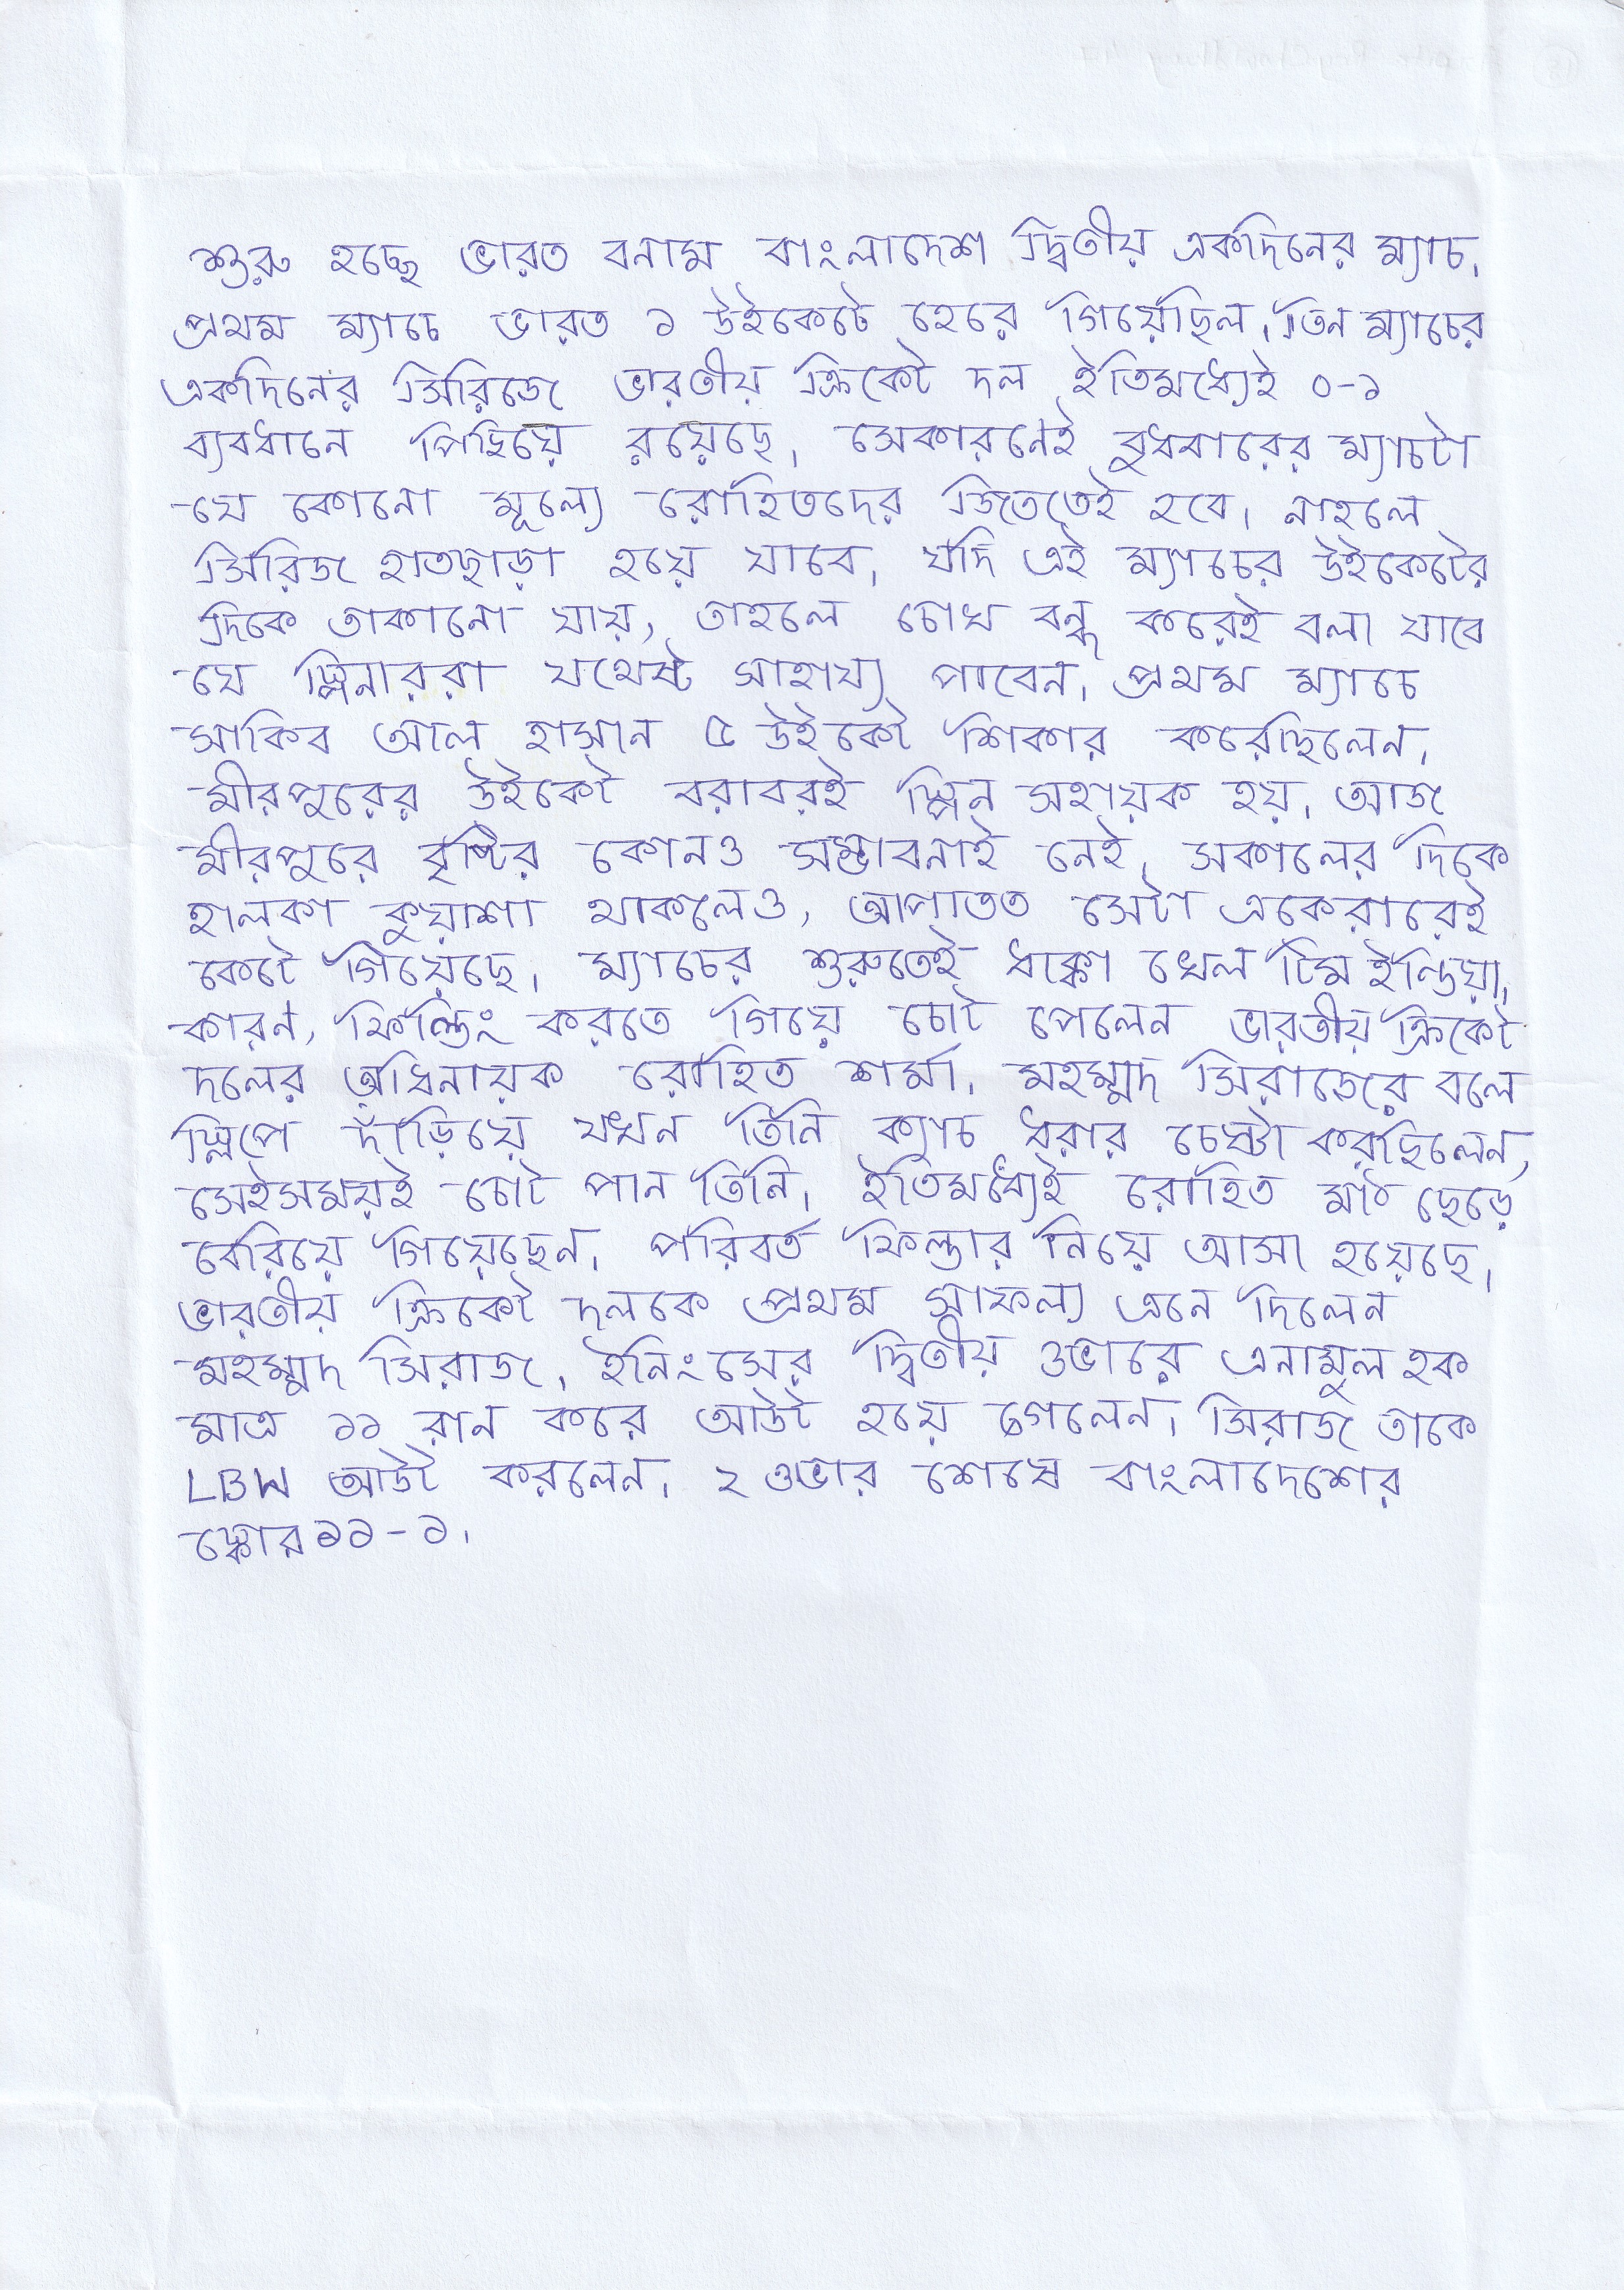 শুরু হচ্ছে ভারত বনাম বাংলাদেশ দ্বিতীয় একদিনের ম্যাচ।
প্রথম ম্যাচে ভারত ১ উইকেটে হেরে গিয়েছিল। তিন ম্যাচের
একদিনের সিরিজে ভারতীয় ক্রিকেট দল ইতিমধ্যেই ০-১
ব্যবধানে পিছিয়ে রয়েছে। সেকারনেই বুধবারের ম্যাচটা
যে কোনো মূল্যে রোহিতদের জিততেই হবে। নাহলে
সিরিজ হাতছাড়া হয়ে যাবে। যদি এই ম্যাচের উইকেটের
দিকে তাকানো যায়, তাহলে চোখ বন্ধ করেই বলা যাবে
যে স্পিনাররা যথেষ্ট সাহায্য পাবেন। প্রথম ম্যাচে
সাকিব আল হাসান ৫ উইকেট শিকার করেছিলেন।
মীরপুরের উইকেট বরাবরই স্পিন সহায়ক হয়। আজ
মীরপুরে বৃষ্টির কোনও সম্ভাবনাই নেই। সকালের দিকে
হালকা কুয়াশা থাকলেও, আপাতত সেটা একেবারেই
কেটে গিয়েছে। ম্যাচের শুরুতেই ধাক্কা খেল টিম ইন্ডিয়া।
কারন, ফিল্ডিং করতে গিয়ে চোট পেলেন ভারতীয় ক্রিকেট
দলের অধিনায়ক রোহিত শর্মা। মহম্মদ সিরাজের বলে
স্লিপে দাঁড়িয়ে যখন তিনি ক্যাচ ধরার চেষ্টা করছিলেন,
সেইসময়ই চোট পান তিনি। ইতিমধ্যেই রোহিত মাঠ ছেড়ে
বেরিয়ে গিয়েছেন। পরিবর্ত ফিল্ডার নিয়ে আসা হয়েছে।
ভারতীয় ক্রিকেট দলকে প্রথম সাফল্য এনে দিলেন
মহম্মদ সিরাজ। ইনিংসের দ্বিতীয় ওভারে এনামুল হক
মাত্র ১১ রান করে আউট হয়ে গেলেন। সিরাজ তাকে
LBW আউট করলেন। ২ ওভার শেষে বাংলাদেশের
স্কোর ১১-১।